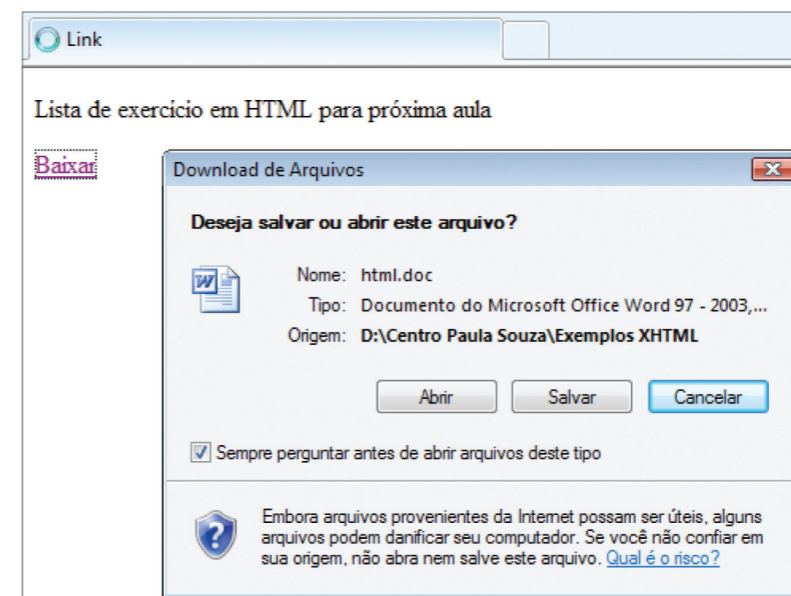 Link
Lista de exercício em HTML para próxima aula
Baixar
Download de Arquivos
Deseja salvar ou abrir este arquivo?
Nome: html.doc
Tipo: Documento do Microsoft Office Word 97 - 2003,...
Origem: D:\Centro Paula Souza\Exemplos XHTML
Abrir Salvar Cancelar
Sempre perguntar antes de abrir arquivos deste tipo
Embora arquivos provenientes da Internet possam ser úteis, alguns
arquivos podem danificar seu computador. Se você não confiar em
sua origem, não abra nem salve este arquivo. Qual é o risco?